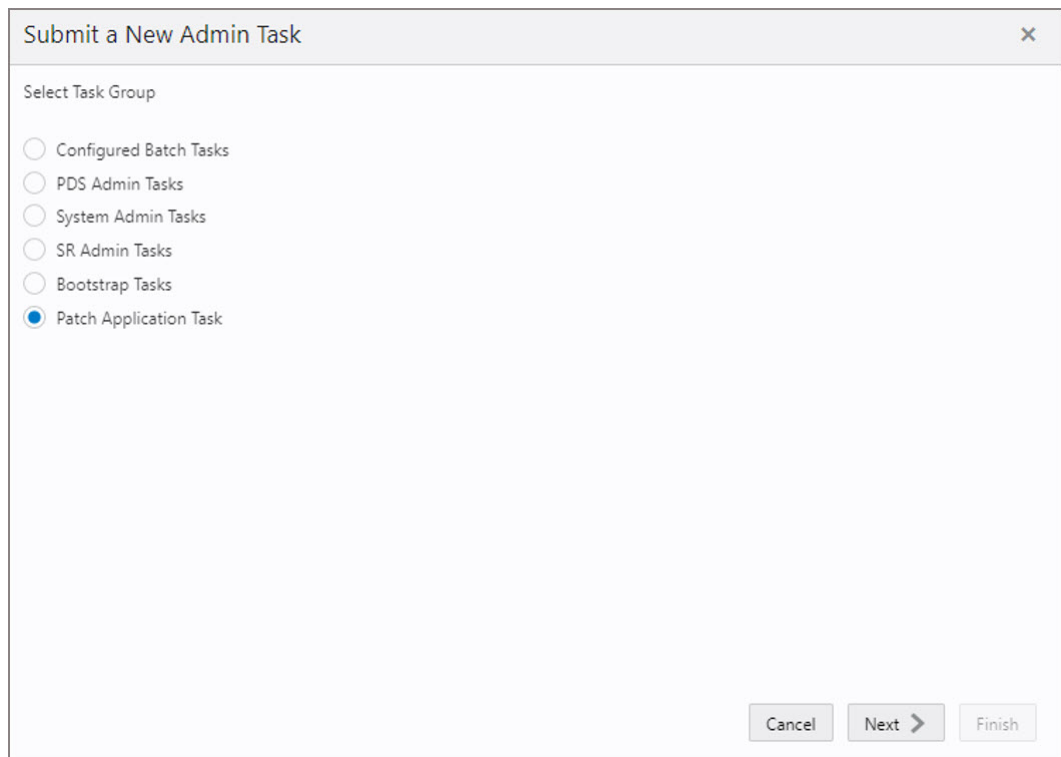 Submit a New Admin Task
Select Task Group
Configured Batch Tasks
PDS Admin Tasks
System Admin Tasks
SR Admin Tasks
Bootstrap Tasks
Patch Application Task
Cancel Next Finish